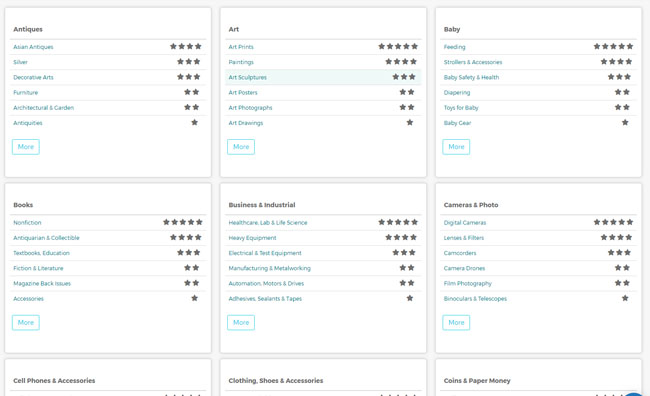 Antiques
Asian Antiques
Silver
Decorative Arts
Furniture
Architectural & Garden
Antiquities
More
Art
Art Prints
Paintings
Art Sculptures
Art Posters
Art Photographs
Art Drawings
More
Baby
Feeding
Strollers & Accessories
Baby Safety & Health
Diapering
Toys for Baby
Baby Gear
More
Books
Nonfiction
Antiquarian & Collectible
Textbooks, Education
Fiction & Literature
Magazine Back Issues
Accessories
More
Business & Industrial
Healthcare, Lab & Life Science
Heavy Equipment
Electrical & Test Equipment
Manufacturing & Metalworking
Automation, Motors & Drives
Adhesives, Sealants & Tapes
More
Cameras & Photo
Digital Cameras
Lenses & Filters
Camcorders
Camera Drones
Film Photography
Binoculars & Telescopes
More
Cell Phones & Accessories
Clothing, Shoes & Accessories
Coins & Paper Money